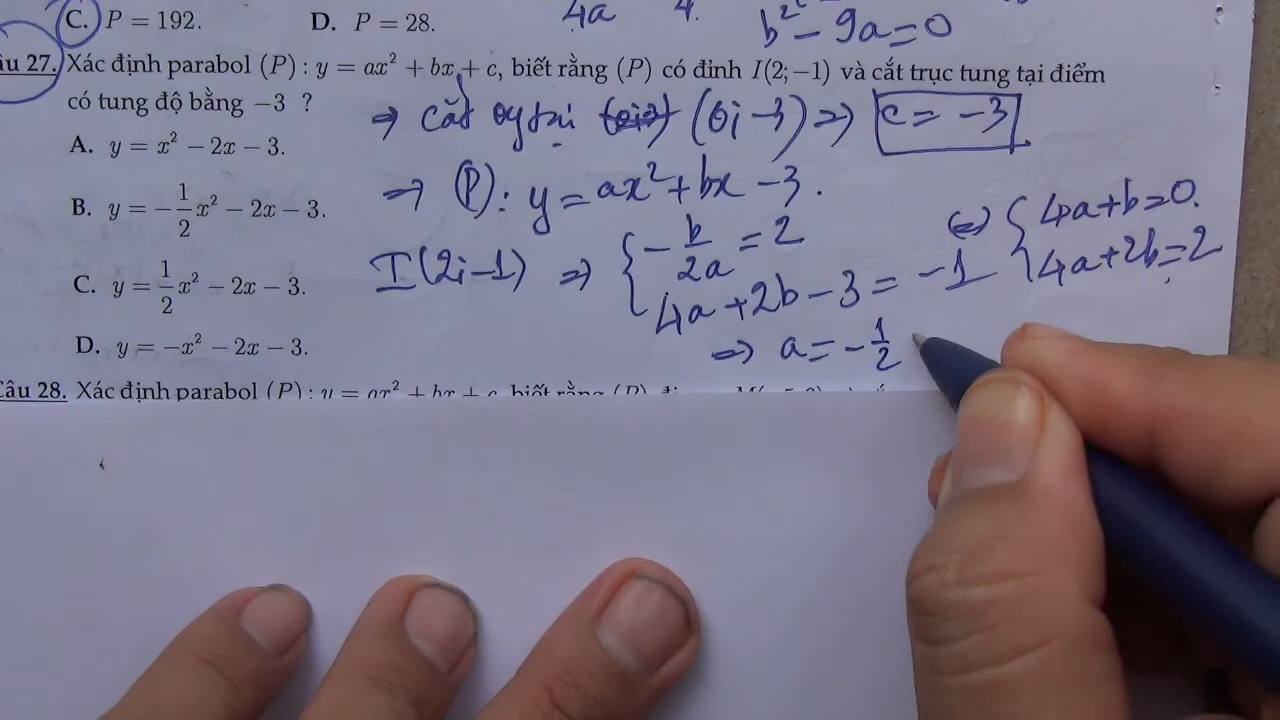 C. P = 192. D. P = 28. 4a 4. b² − 9a = 0
âu 27. Xác định parabol (P) : y = ax² + bx + c, biết rằng (P) có đỉnh I(2; −1) và cắt trục tung tại điểm
có tung độ bằng −3 ?
⇒ cắt oy tại (0; −3) ⇒ c = −3
A. y = x² − 2x − 3.
⇒ (P): y = ax² + bx − 3.
B. y = −1/2 x² − 2x − 3.
I(2; −1) ⇒ { −b/2a = 2
4a + 2b − 3 = −1
⇔ { 4a + b = 0.
4a + 2b = 2
C. y = 1/2 x² − 2x − 3.
⇒ a = −1/2
D. y = −x² − 2x − 3.
Câu 28. Xác định parabol (P) : y = ax² + bx + c, biết rằng (P)